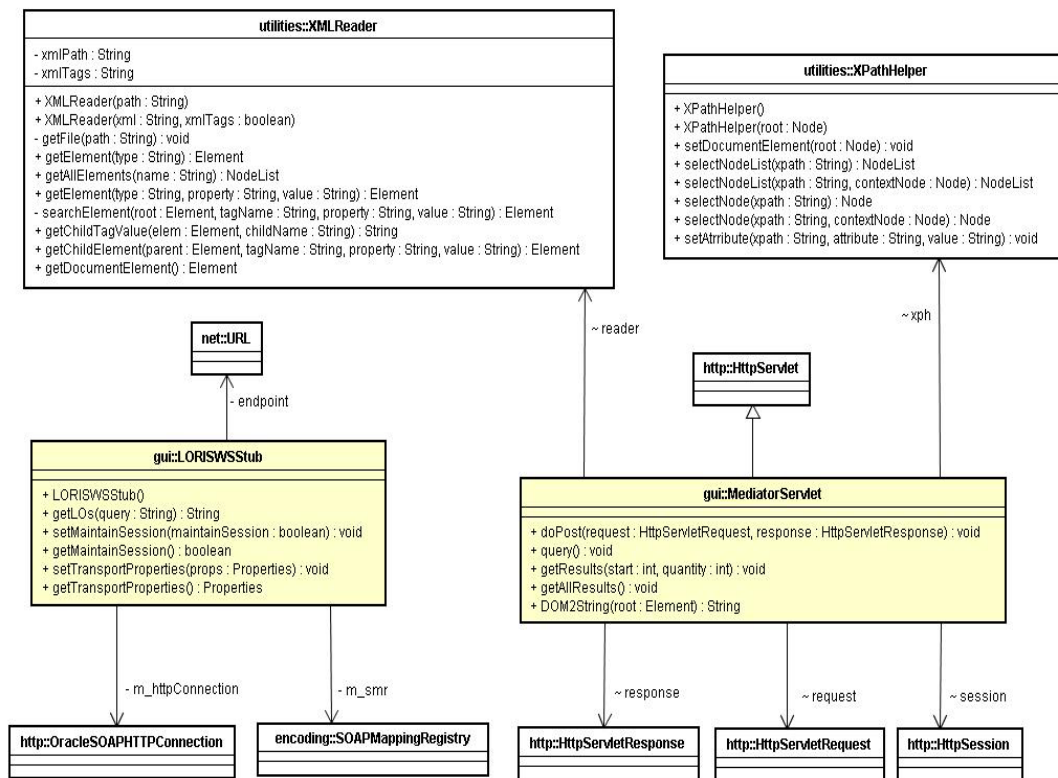 utilities::XMLReader
- xmlPath : String
- xmlTags : String
+ XMLReader(path : String)
+ XMLReader(xml : String, xmlTags : boolean)
- getFile(path : String) : void
+ getElement(type : String) : Element
+ getAllElements(name : String) : NodeList
+ getElement(type : String, property : String, value : String) : Element
- searchElement(root : Element, tagName : String, property : String, value : String) : Element
+ getChildTagValue(elem : Element, childName : String) : String
+ getChildElement(parent : Element, tagName : String, property : String, value : String) : Element
+ getDocumentElement() : Element
utilities::XPathHelper
+ XPathHelper()
+ XPathHelper(root : Node)
+ setDocumentElement(root : Node) : void
+ selectNodeList(xpath : String) : NodeList
+ selectNodeList(xpath : String, contextNode : Node) : NodeList
+ selectNode(xpath : String) : Node
+ selectNode(xpath : String, contextNode : Node) : Node
+ setAtrribute(xpath : String, attribute : String, value : String) : void
~ reader
~ xph
net::URL
http::HttpServlet
- endpoint
gui::LORISWSStub
+ LORISWSStub()
+ getLOs(query : String) : String
+ setMaintainSession(maintainSession : boolean) : void
+ getMaintainSession() : boolean
+ setTransportProperties(props : Properties) : void
+ getTransportProperties() : Properties
gui::MediatorServlet
+ doPost(request : HttpServletRequest, response : HttpServletResponse) : void
+ query() : void
+ getResults(start : int, quantity : int) : void
+ getAllResults() : void
+ DOM2String(root : Element) : String
- m_httpConnection
- m_smr
~ response
~ request
~ session
http::OracleSOAPHTTPConnection
encoding::SOAPMappingRegistry
http::HttpServletResponse
http::HttpServletRequest
http::HttpSession